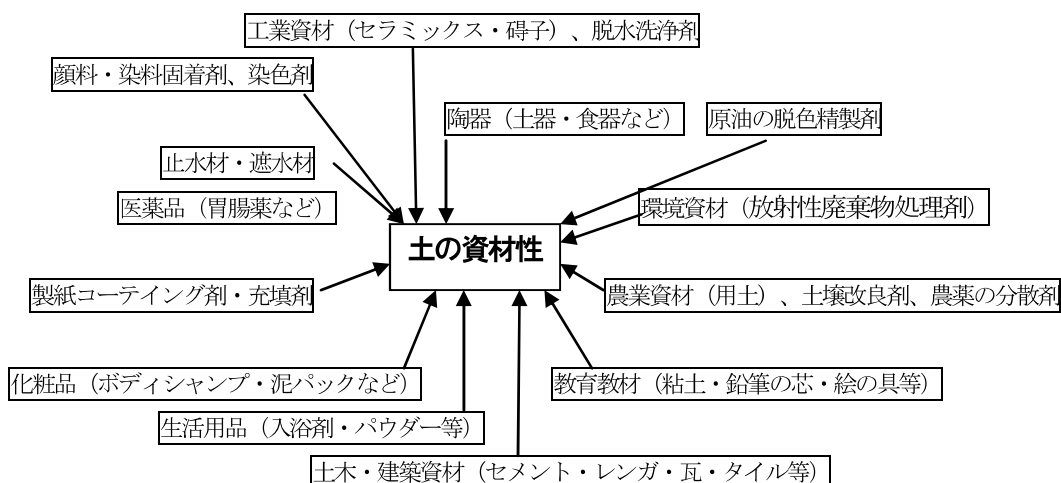 工業資材（セラミックス・碍子）、脱水洗浄剤
顔料・染料固着剤、染色剤
陶器（土器・食器など）
原油の脱色精製剤
止水材・遮水材
医薬品（胃腸薬など）
環境資材（放射性廃棄物処理剤）
土の資材性
製紙コーテイング剤・充填剤
農業資材（用土）、土壌改良剤、農薬の分散剤
化粧品（ボディシャンプ・泥パックなど）
教育教材（粘土・鉛筆の芯・絵の具等）
生活用品（入浴剤・パウダー等）
土木・建築資材（セメント・レンガ・瓦・タイル等）